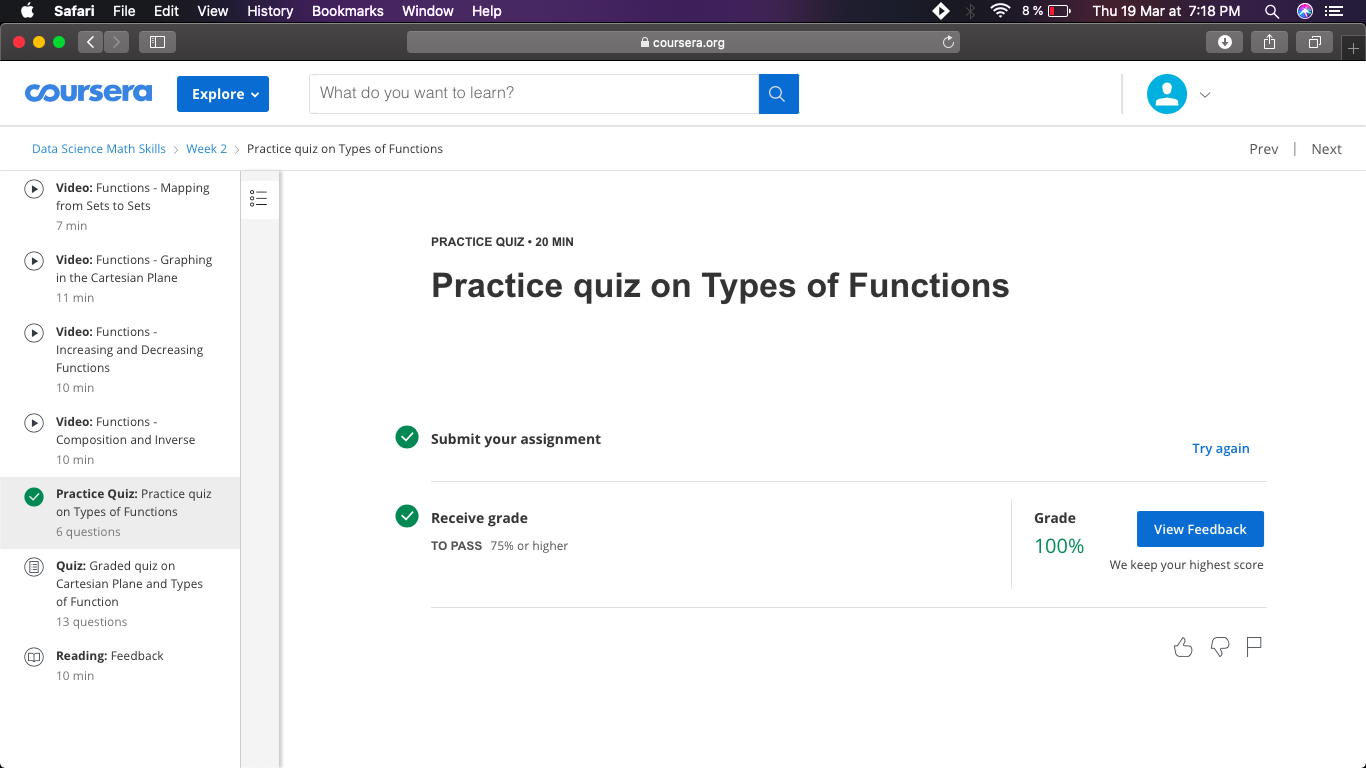 Safari File Edit View History Bookmarks Window Help 8% Thu 19 Mar at 7:18 PM
coursera.org
coursera Explore What do you want to learn?
Data Science Math Skills > Week 2 > Practice quiz on Types of Functions Prev | Next
Video: Functions - Mapping
from Sets to Sets
7 min
Video: Functions - Graphing
in the Cartesian Plane
11 min
Video: Functions -
Increasing and Decreasing
Functions
10 min
Video: Functions -
Composition and Inverse
10 min
Practice Quiz: Practice quiz
on Types of Functions
6 questions
Quiz: Graded quiz on
Cartesian Plane and Types
of Function
13 questions
Reading: Feedback
10 min
PRACTICE QUIZ • 20 MIN
Practice quiz on Types of Functions
Submit your assignment
Try again
Receive grade
TO PASS 75% or higher
Grade
100%
View Feedback
We keep your highest score